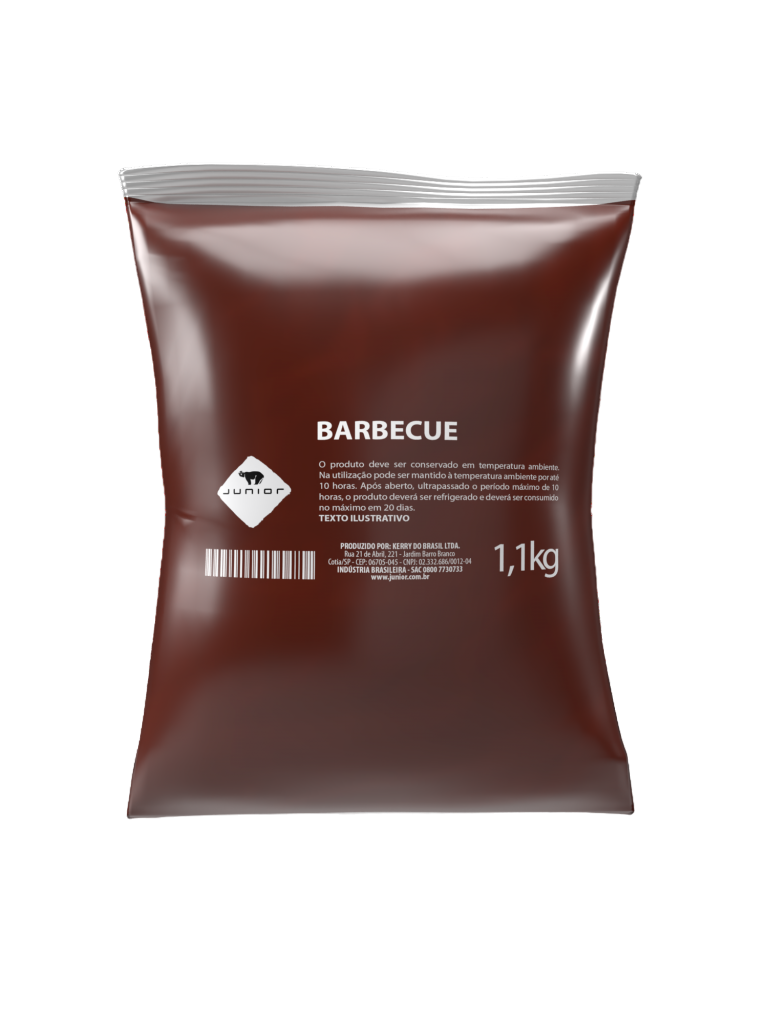 BARBECUE
O produto deve ser conservado em temperatura ambiente.
Na utilização pode ser mantido à temperatura ambiente por até
10 horas. Após aberto, ultrapassado o período máximo de 10
horas, o produto deverá ser refrigerado e deverá ser consumido
no máximo em 20 dias.
TEXTO ILUSTRATIVO
JUNIOR
PRODUZIDO POR: KERRY DO BRASIL LTDA.
Rua 21 de Abril, 221 - Jardim Barro Branco
Cotia/SP - CEP: 06705-045 - CNPJ: 02.332.686/0012-04
INDÚSTRIA BRASILEIRA - SAC 0800 7730733
www.junior.com.br
1,1kg